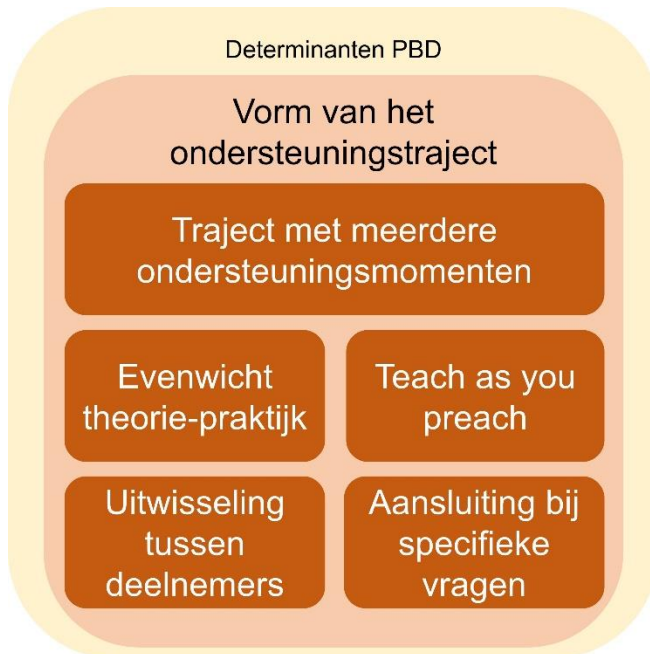 Determinanten PBD
Vorm van het
ondersteuningstraject
Traject met meerdere
ondersteuningsmomenten
Evenwicht
theorie-praktijk
Teach as you
preach
Uitwisseling
tussen
deelnemers
Aansluiting bij
specifieke
vragen